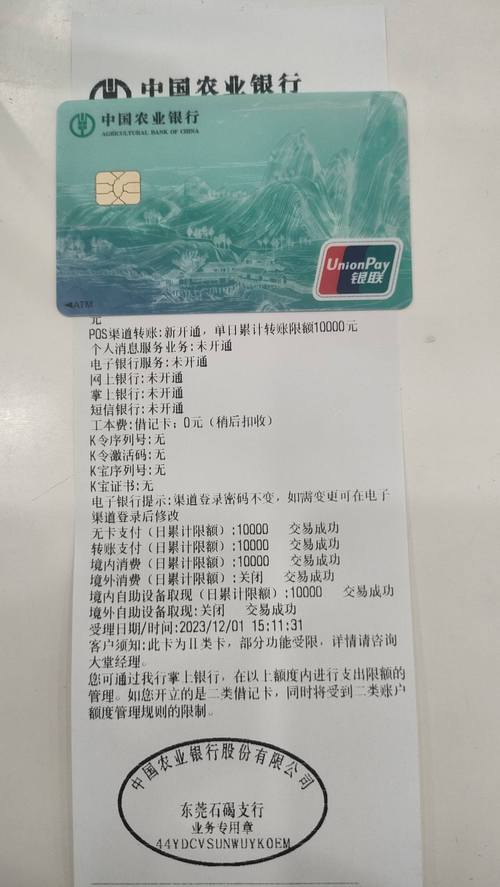 中国农业银行
中国农业银行
AGRICULTURAL BANK OF CHINA
UnionPay
银联
◄ATM
元
POS渠道转账:新开通，单日累计转账限额10000元
个人消息服务业务:未开通
电子银行服务:未开通
网上银行:未开通
掌上银行:未开通
短信银行:未开通
工本费:借记卡：0元（稍后扣收）
K令序列号:无
K令激活码:无
K宝序列号:无
K宝证书:无
电子银行提示:渠道登录密码不变，如需变更可在电子
渠道登录后修改
无卡支付（日累计限额）:10000 交易成功
转账支付（日累计限额）:10000 交易成功
境内消费（日累计限额）:10000 交易成功
境外消费（日累计限额）:关闭 交易成功
境内自助设备取现（日累计限额）:10000 交易成功
境外自助设备取现:关闭 交易成功
受理日期/时间:2023/12/01 15:11:31
客户须知:此卡为II类卡，部分功能受限，详情请咨询
大堂经理。
您可通过我行掌上银行，在以上额度内进行支出限额的
管理。如您开立的是二类借记卡，同时将受到二类账户
额度管理规则的限制。
中国农业银行股份有限公司
东莞石碣支行
业务专用章
44YDCVSUNWUYKOEM